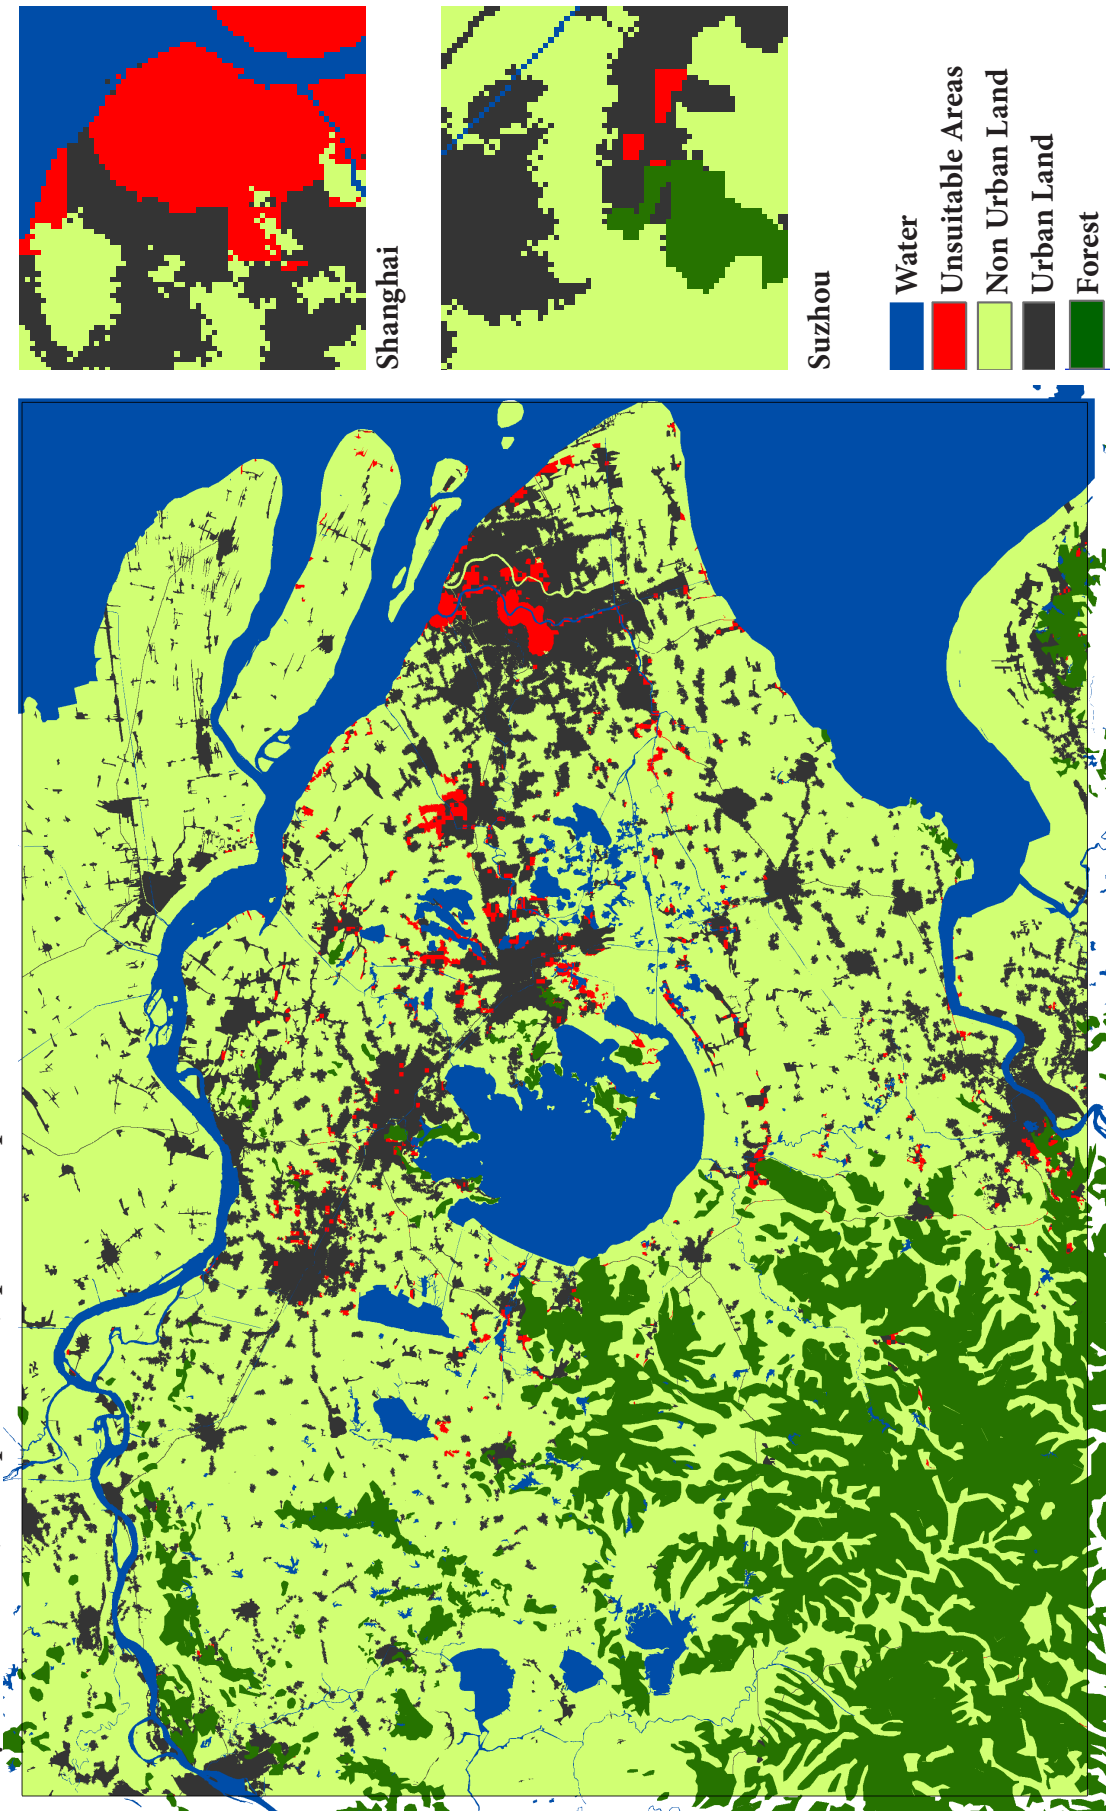 Shanghai
Suzhou
Water
Unsuitable Areas
Non Urban Land
Urban Land
Forest